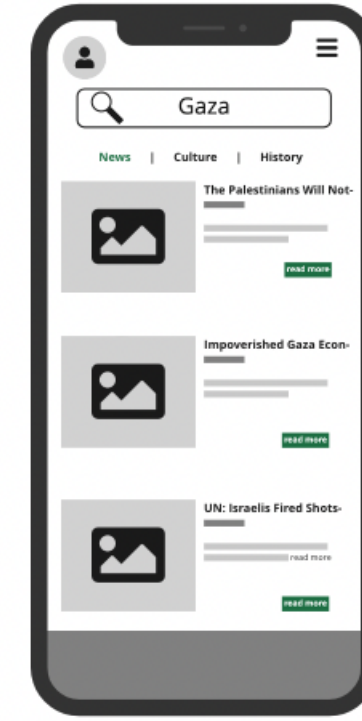 Gaza
News | Culture | History
The Palestinians Will Not-
read more
Impoverished Gaza Econ-
read more
UN: Israelis Fired Shots-
read more
read more